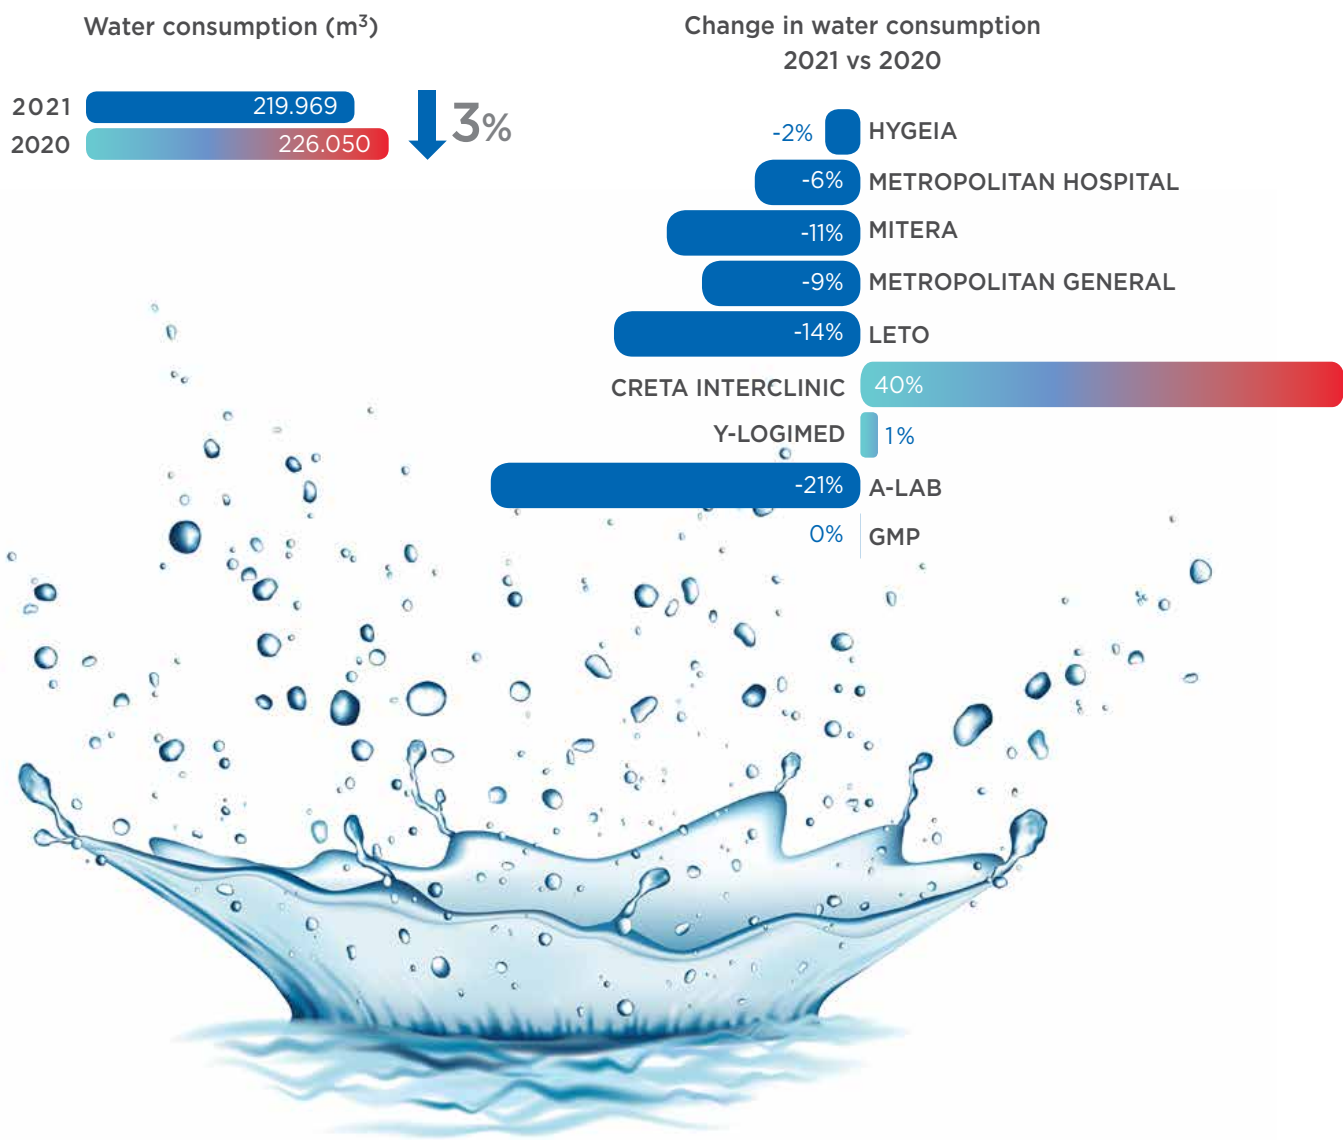 Water consumption (m³)
2021 219.969
2020 226.050
3%
Change in water consumption
2021 vs 2020
-2% HYGEIA
-6% METROPOLITAN HOSPITAL
-11% MITERA
-9% METROPOLITAN GENERAL
-14% LETO
CRETA INTERCLINIC 40%
Y-LOGIMED 1%
-21% A-LAB
0% GMP